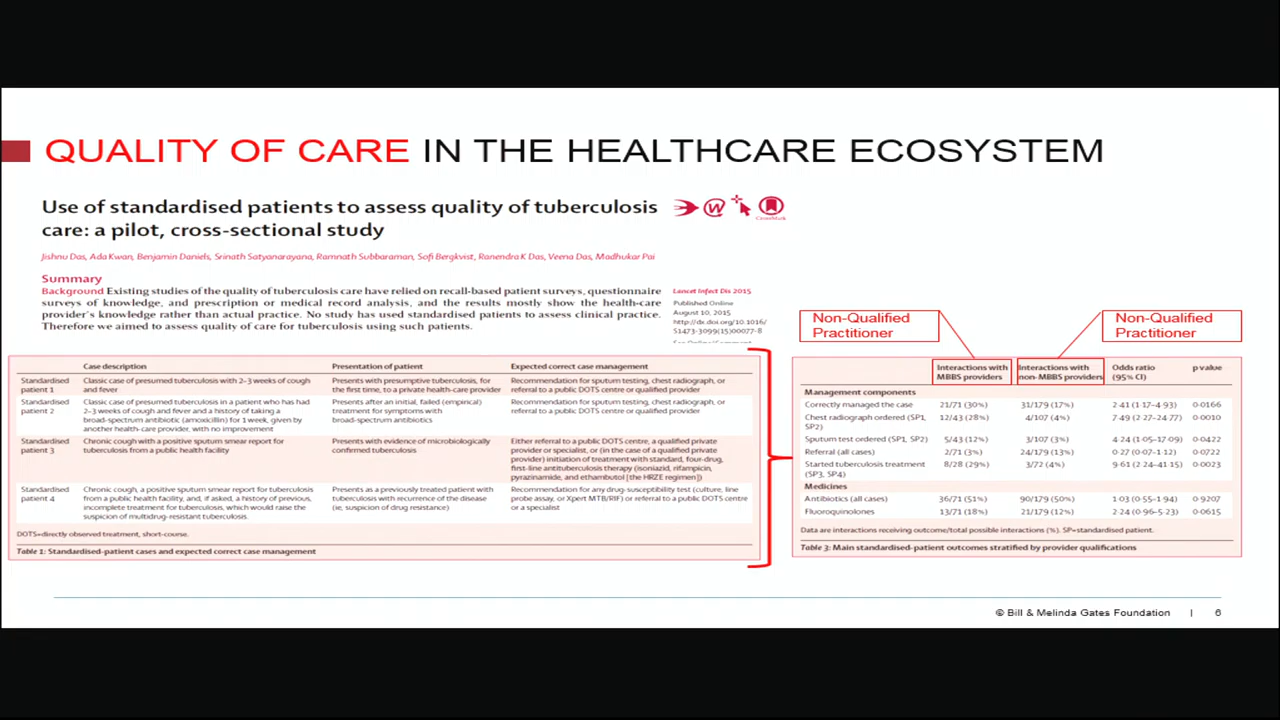 QUALITY OF CARE IN THE HEALTHCARE ECOSYSTEM
Use of standardised patients to assess quality of tuberculosis
care: a pilot, cross-sectional study
CrossMark
Jishnu Das, Ada Kwan, Benjamin Daniels, Srinath Satyanarayana, Ramnath Subbaraman, Sofi Bergkvist, Ranendra K Das, Veena Das, Madhukar Pai
Summary
Background Existing studies of the quality of tuberculosis care have relied on recall-based patient surveys, questionnaire
surveys of knowledge, and prescription or medical record analysis, and the results mostly show the health-care
provider's knowledge rather than actual practice. No study has used standardised patients to assess clinical practice.
Therefore we aimed to assess quality of care for tuberculosis using such patients.
Lancet Infect Dis 2015
Published Online
August 10, 2015
http://dx.doi.org/10.1016/
S1473-3099(15)00077-8
Case description Presentation of patient Expected correct case management
Standardised Classic case of presumed tuberculosis with 2–3 weeks of cough Presents with presumptive tuberculosis, for Recommendation for sputum testing, chest radiograph, or
patient 1 and fever the first time, to a private health-care provider referral to a public DOTS centre or qualified provider
Standardised Classic case of presumed tuberculosis in a patient who has had Presents after an initial, failed (empirical) Recommendation for sputum testing, chest radiograph, or
patient 2 2–3 weeks of cough and fever and a history of taking a treatment for symptoms with referral to a public DOTS centre or qualified provider
broad-spectrum antibiotic (amoxicillin) for 1 week, given by broad-spectrum antibiotics
another health-care provider, with no improvement
Standardised Chronic cough with a positive sputum smear report for Presents with evidence of microbiologically Either referral to a public DOTS centre, a qualified private
patient 3 tuberculosis from a public health facility confirmed tuberculosis provider or specialist, or (in the case of a qualified private
provider) initiation of treatment with standard, four-drug,
first-line antituberculosis therapy (isoniazid, rifampicin,
pyrazinamide, and ethambutol [the HRZE regimen])
Standardised Chronic cough, a positive sputum smear report for tuberculosis Presents as a previously treated patient with Recommendation for any drug-susceptibility test (culture, line
patient 4 from a public health facility, and, if asked, a history of previous, tuberculosis with recurrence of the disease probe assay, or Xpert MTB/RIF) or referral to a public DOTS centre
incomplete treatment for tuberculosis, which would raise the (ie, suspicion of drug resistance) or a specialist
suspicion of multidrug-resistant tuberculosis.
DOTS=directly observed treatment, short-course.
Table 1: Standardised-patient cases and expected correct case management
Non-Qualified
Practitioner
Non-Qualified
Practitioner
Interactions with Interactions with Odds ratio p value
MBBS providers non-MBBS providers (95% CI)
Management components
Correctly managed the case 21/71 (30%) 31/179 (17%) 2·41 (1·17–4·93) 0·0166
Chest radiograph ordered (SP1, 12/43 (28%) 4/107 (4%) 7·49 (2·27–24·77) 0·0010
SP2)
Sputum test ordered (SP1, SP2) 5/43 (12%) 3/107 (3%) 4·24 (1·05–17·09) 0·0422
Referral (all cases) 2/71 (3%) 24/179 (13%) 0·27 (0·07–1·12) 0·0722
Started tuberculosis treatment 8/28 (29%) 3/72 (4%) 9·61 (2·24–41·15) 0·0023
(SP3, SP4)
Medicines
Antibiotics (all cases) 36/71 (51%) 90/179 (50%) 1·03 (0·55–1·94) 0·9207
Fluoroquinolones 13/71 (18%) 21/179 (12%) 2·24 (0·96–5·23) 0·0615
Data are interactions receiving outcome/total possible interactions (%). SP=standardised patient.
Table 3: Main standardised-patient outcomes stratified by provider qualifications
© Bill & Melinda Gates Foundation | 6